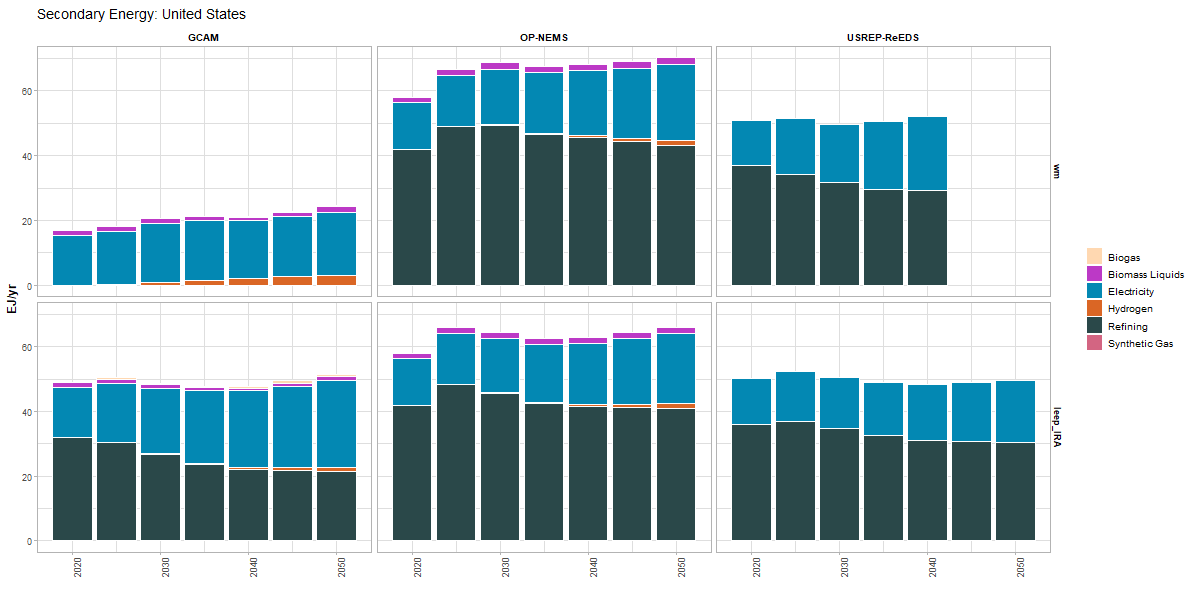 Secondary Energy: United States
GCAM
OP-NEMS
USREP-ReEDS
EJ/yr
60
40
20
0
wm
60
40
20
0
leep_IRA
2020
2030
2040
2050
2020
2030
2040
2050
2020
2030
2040
2050
Biogas
Biomass Liquids
Electricity
Hydrogen
Refining
Synthetic Gas